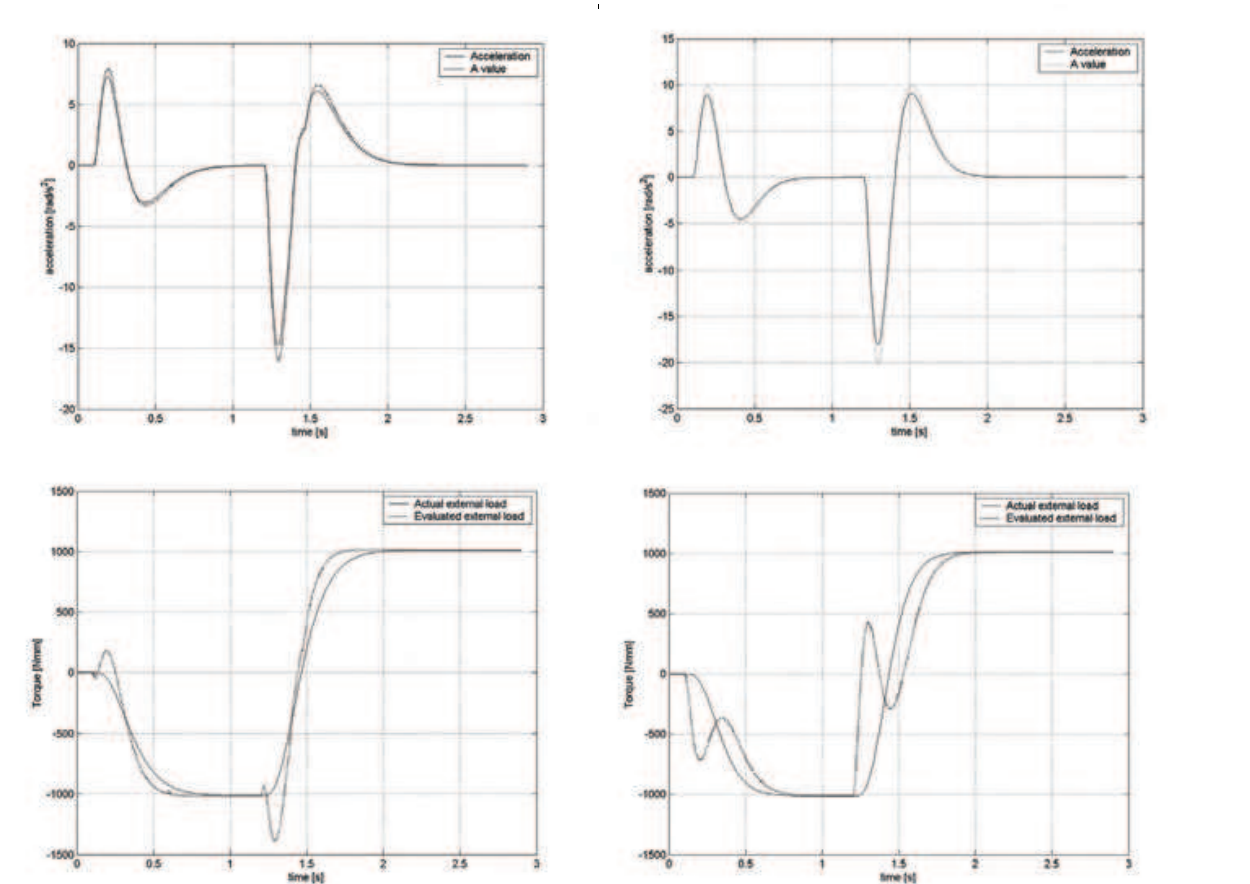 10
5
0
-5
-10
-15
-20
acceleration [rad/s²]
0 0.5 1 1.5 2 2.5 3
time [s]
Acceleration
A value
15
10
5
0
-5
-10
-15
-20
-25
acceleration [rad/s²]
0 0.5 1 1.5 2 2.5 3
time [s]
Acceleration
A value
1500
1000
500
0
-500
-1000
-1500
Torque [Nmm]
0 0.5 1 1.5 2 2.5 3
time [s]
Actual external load
Evaluated external load
1500
1000
500
0
-500
-1000
-1500
Torque [Nmm]
0 0.5 1 1.5 2 2.5 3
time [s]
Actual external load
Evaluated external load